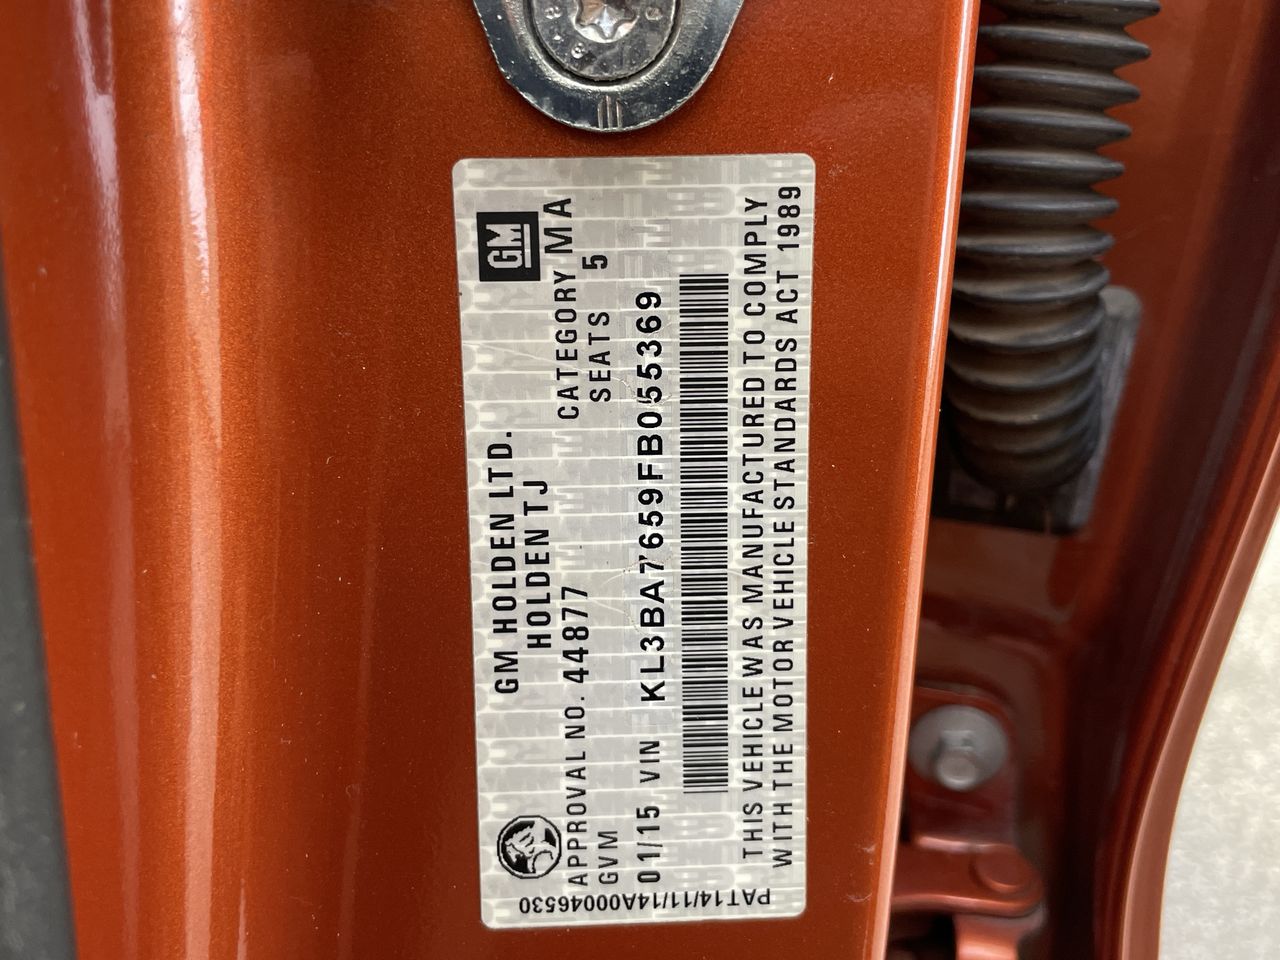 GM
GM HOLDEN LTD.
HOLDEN TJ
APPROVAL NO. 44877
CATEGORY MA
GVM
SEATS 5
01/15 VIN KL3BA7659FB055369
THIS VEHICLE WAS MANUFACTURED TO COMPLY
WITH THE MOTOR VEHICLE STANDARDS ACT 1989
PAT14/11/14A00046530